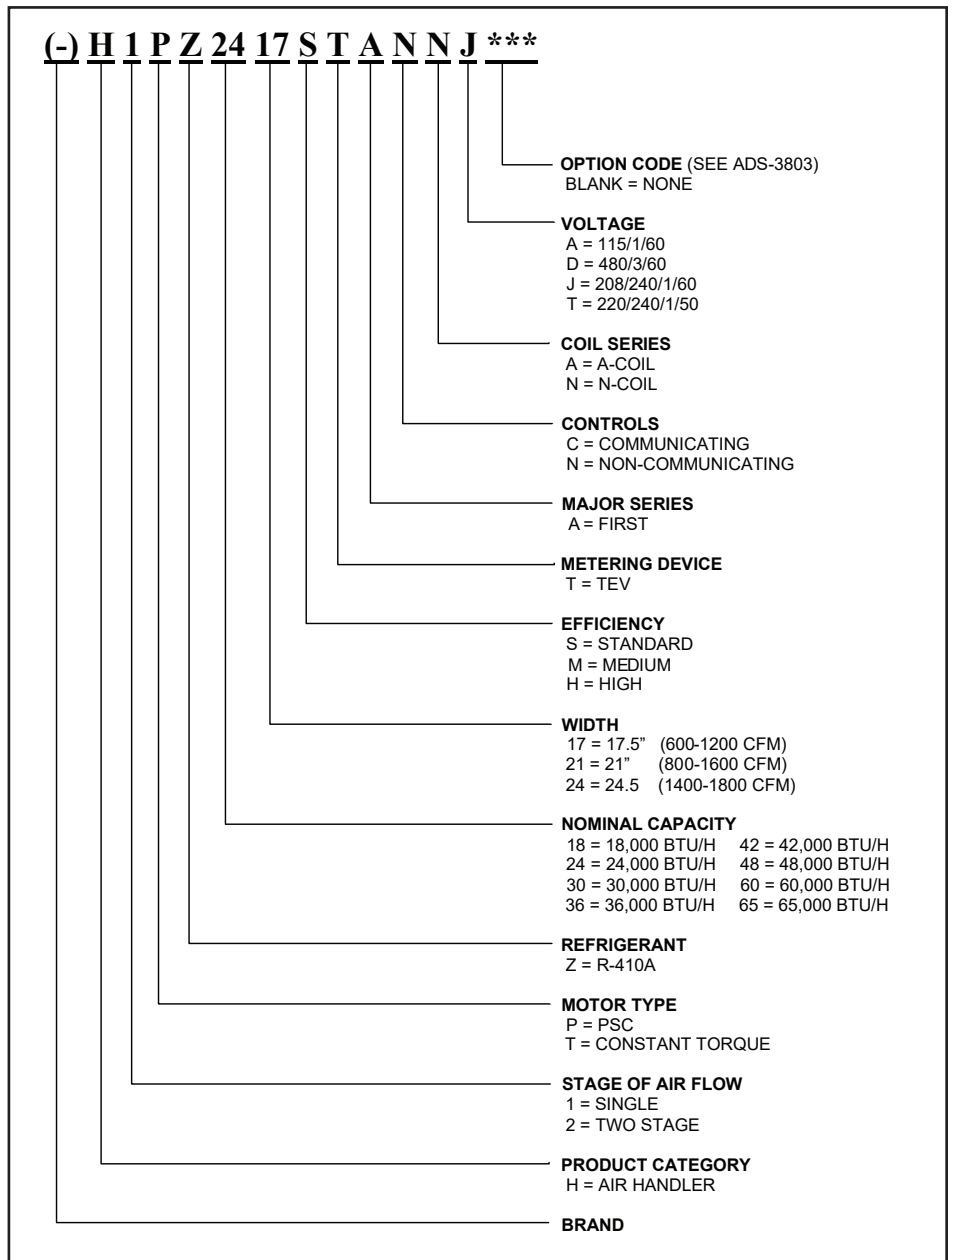 (-) H 1 P Z 24 17 S T A N N J ***
OPTION CODE (SEE ADS-3803)
BLANK = NONE
VOLTAGE
A = 115/1/60
D = 480/3/60
J = 208/240/1/60
T = 220/240/1/50
COIL SERIES
A = A-COIL
N = N-COIL
CONTROLS
C = COMMUNICATING
N = NON-COMMUNICATING
MAJOR SERIES
A = FIRST
METERING DEVICE
T = TEV
EFFICIENCY
S = STANDARD
M = MEDIUM
H = HIGH
WIDTH
17 = 17.5” (600-1200 CFM)
21 = 21” (800-1600 CFM)
24 = 24.5 (1400-1800 CFM)
NOMINAL CAPACITY
18 = 18,000 BTU/H 42 = 42,000 BTU/H
24 = 24,000 BTU/H 48 = 48,000 BTU/H
30 = 30,000 BTU/H 60 = 60,000 BTU/H
36 = 36,000 BTU/H 65 = 65,000 BTU/H
REFRIGERANT
Z = R-410A
MOTOR TYPE
P = PSC
T = CONSTANT TORQUE
STAGE OF AIR FLOW
1 = SINGLE
2 = TWO STAGE
PRODUCT CATEGORY
H = AIR HANDLER
BRAND